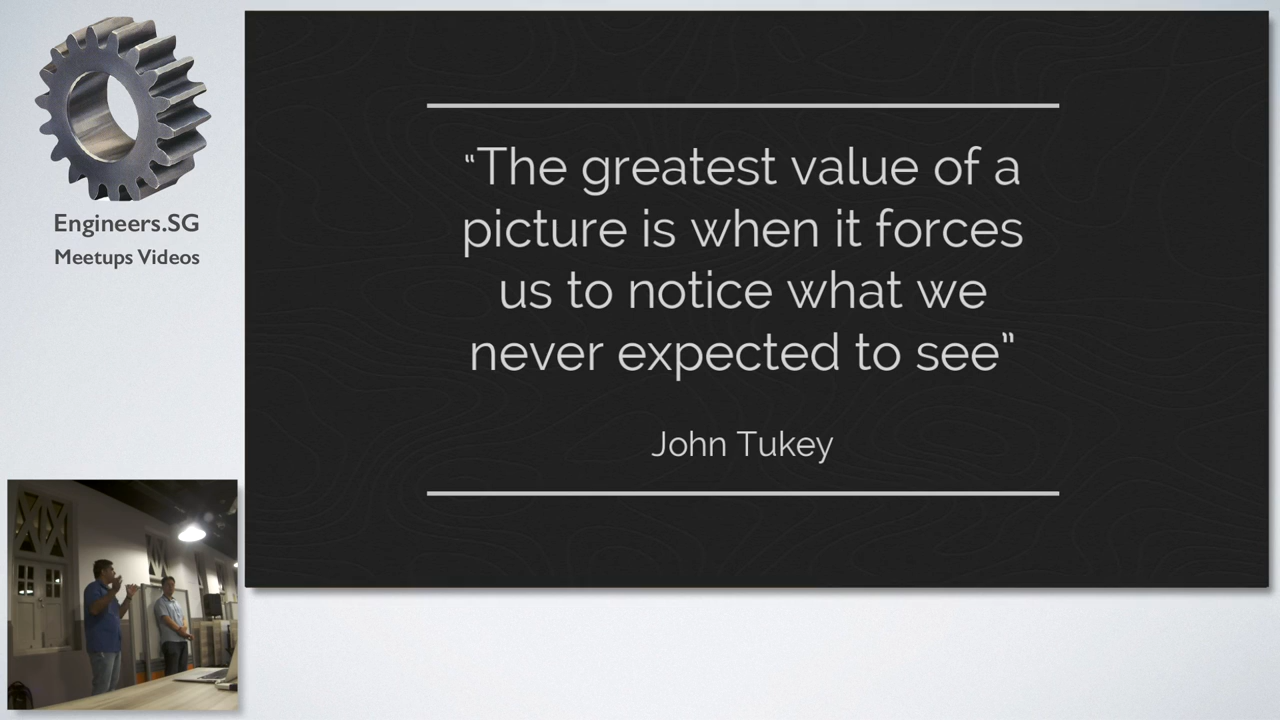 Engineers.SG
Meetups Videos
“The greatest value of a
picture is when it forces
us to notice what we
never expected to see”
John Tukey